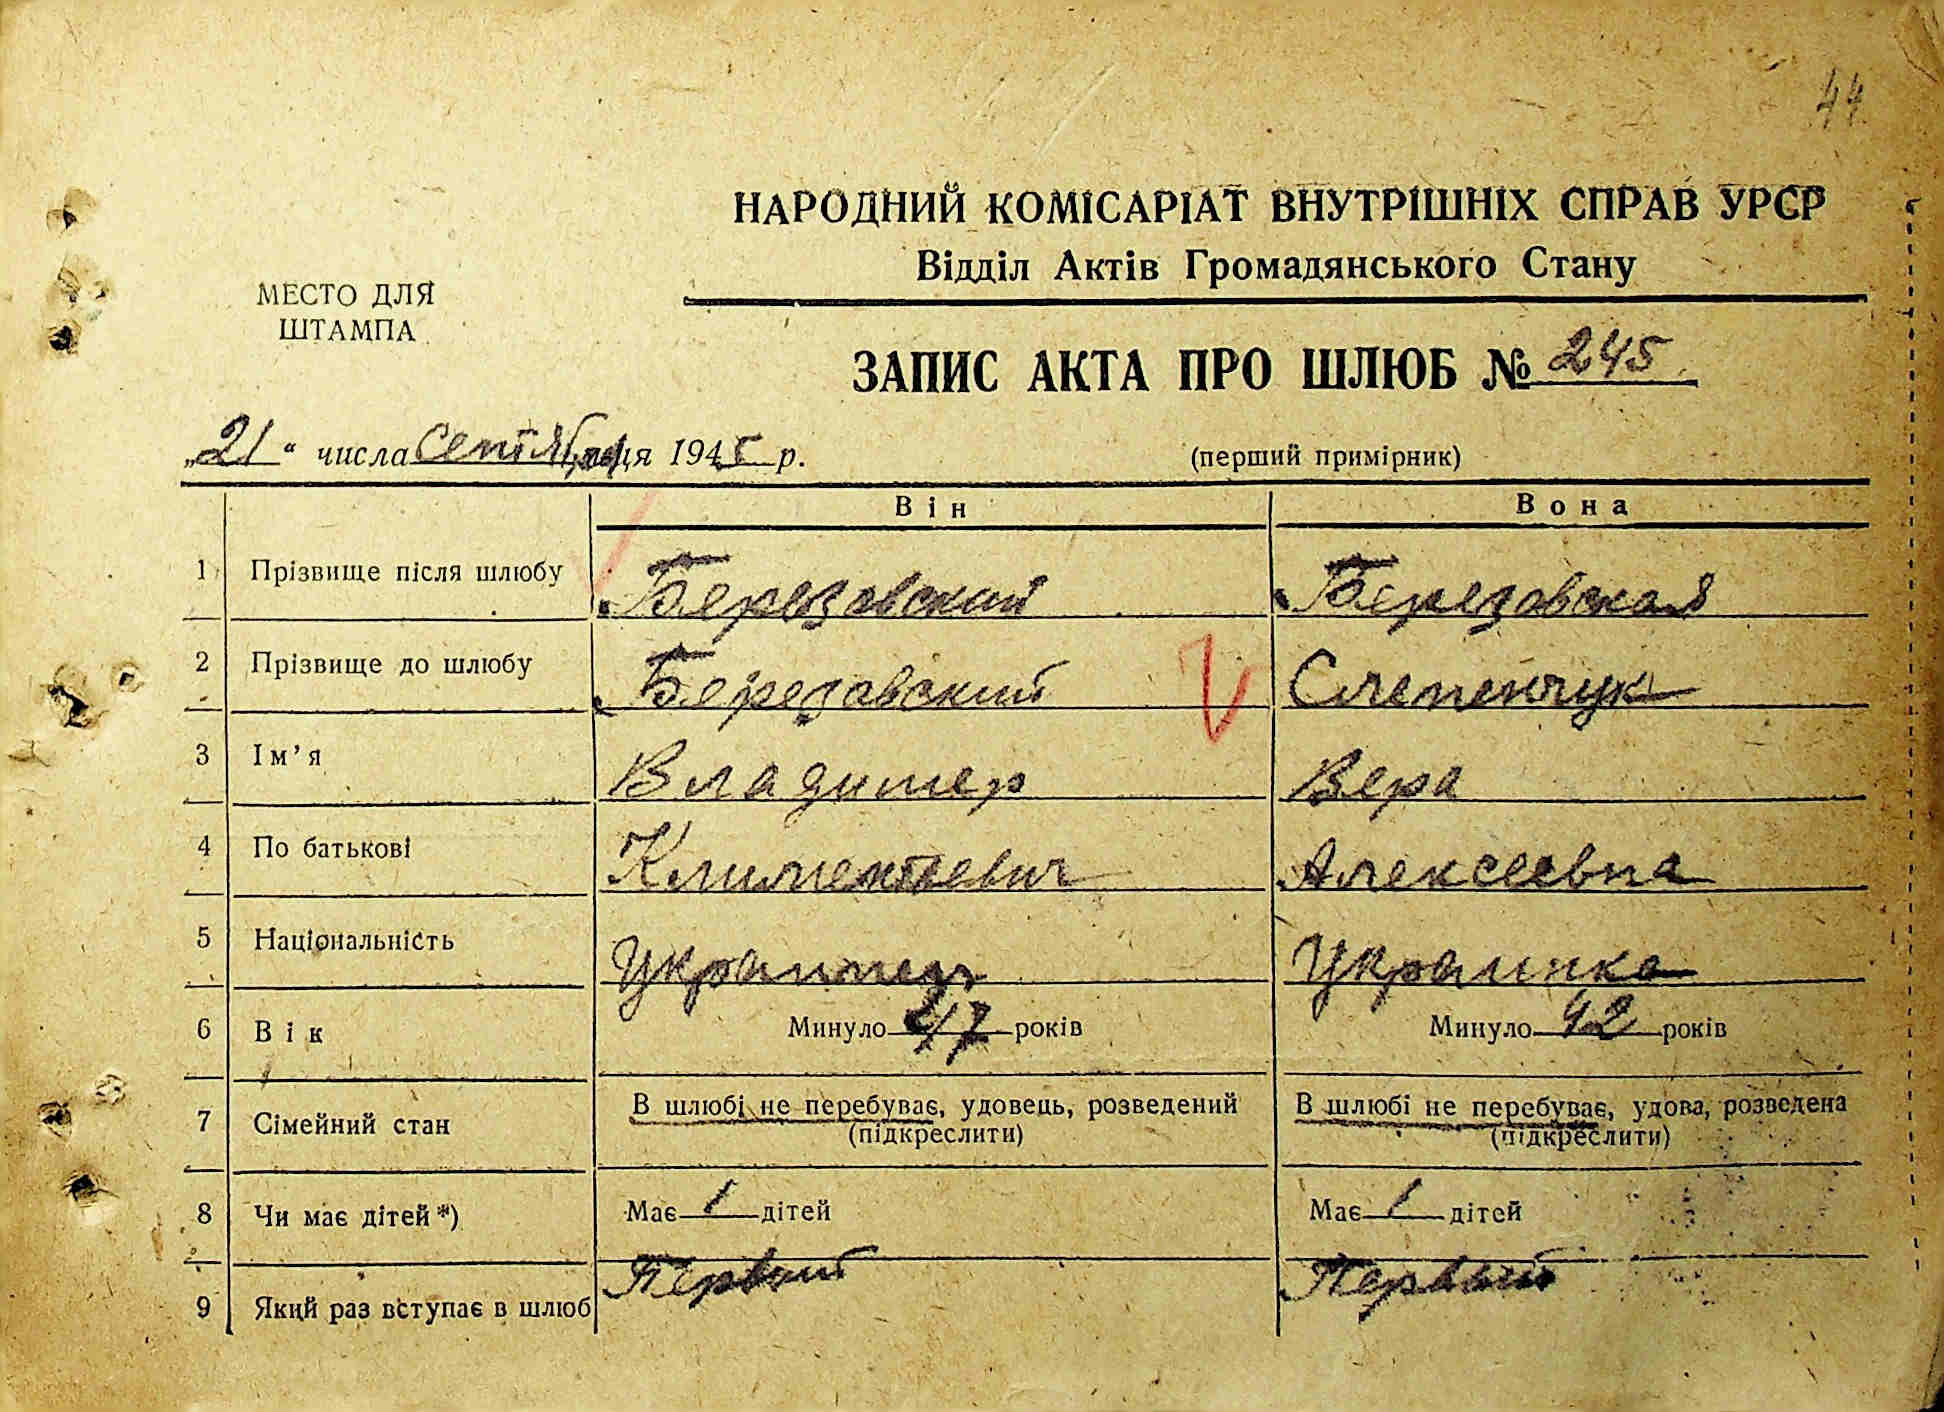 44
НАРОДНИЙ КОМІСАРІАТ ВНУТРІШНІХ СПРАВ УРСР
Відділ Актів Громадянського Стану
МЕСТО ДЛЯ
ШТАМПА
ЗАПИС АКТА ПРО ШЛЮБ № 245
„21“ числа Сентября місяця 1945 р.
(перший примірник)
Він Вона
1 Прізвище після шлюбу Березовский Березовская
2 Прізвище до шлюбу Березовский Слепенчук
3 Ім’я Владимер Вера
4 По батькові Климентьевич Алексеевна
5 Національність Украинец Украинка
6 Вік Минуло 47 років Минуло 42 років
7 Сімейний стан В шлюбі не перебуває, удовець, розведений В шлюбі не перебуває, удова, розведена
(підкреслити) (підкреслити)
8 Чи має дітей *) Має 1 дітей Має 1 дітей
9 Який раз вступає в шлюб Первый Первый